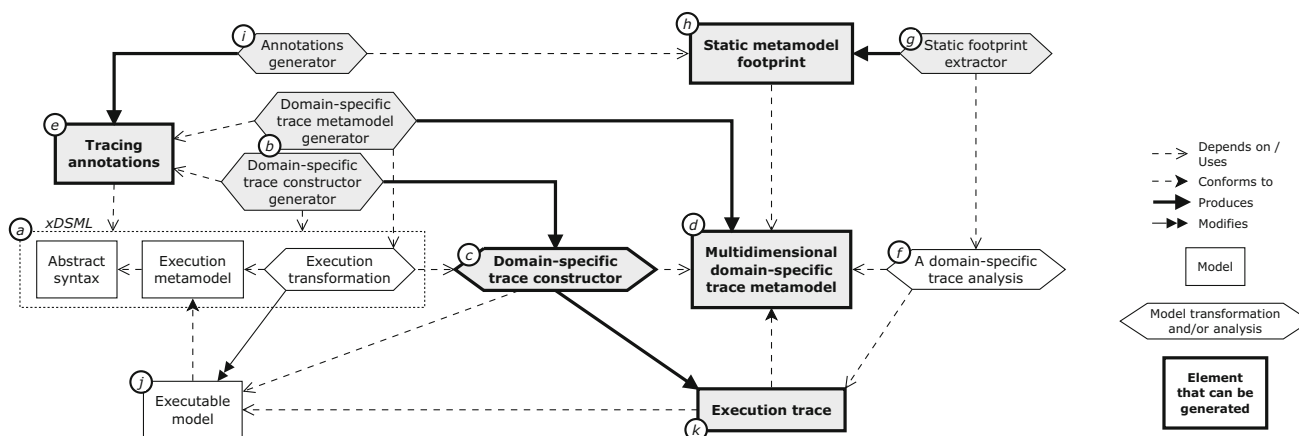 i
Annotations
generator
h
Static metamodel
footprint
g
Static footprint
extractor
e
Tracing
annotations
Domain-specific
trace metamodel
generator
b
Domain-specific
trace constructor
generator
a
xDSML
Abstract
syntax
Execution
metamodel
Execution
transformation
c
Domain-specific
trace constructor
d
Multidimensional
domain-specific
trace metamodel
f
A domain-specific
trace analysis
j
Executable
model
Execution trace
k
Depends on /
Uses
Conforms to
Produces
Modifies
Model
Model transformation
and/or analysis
Element
that can be
generated